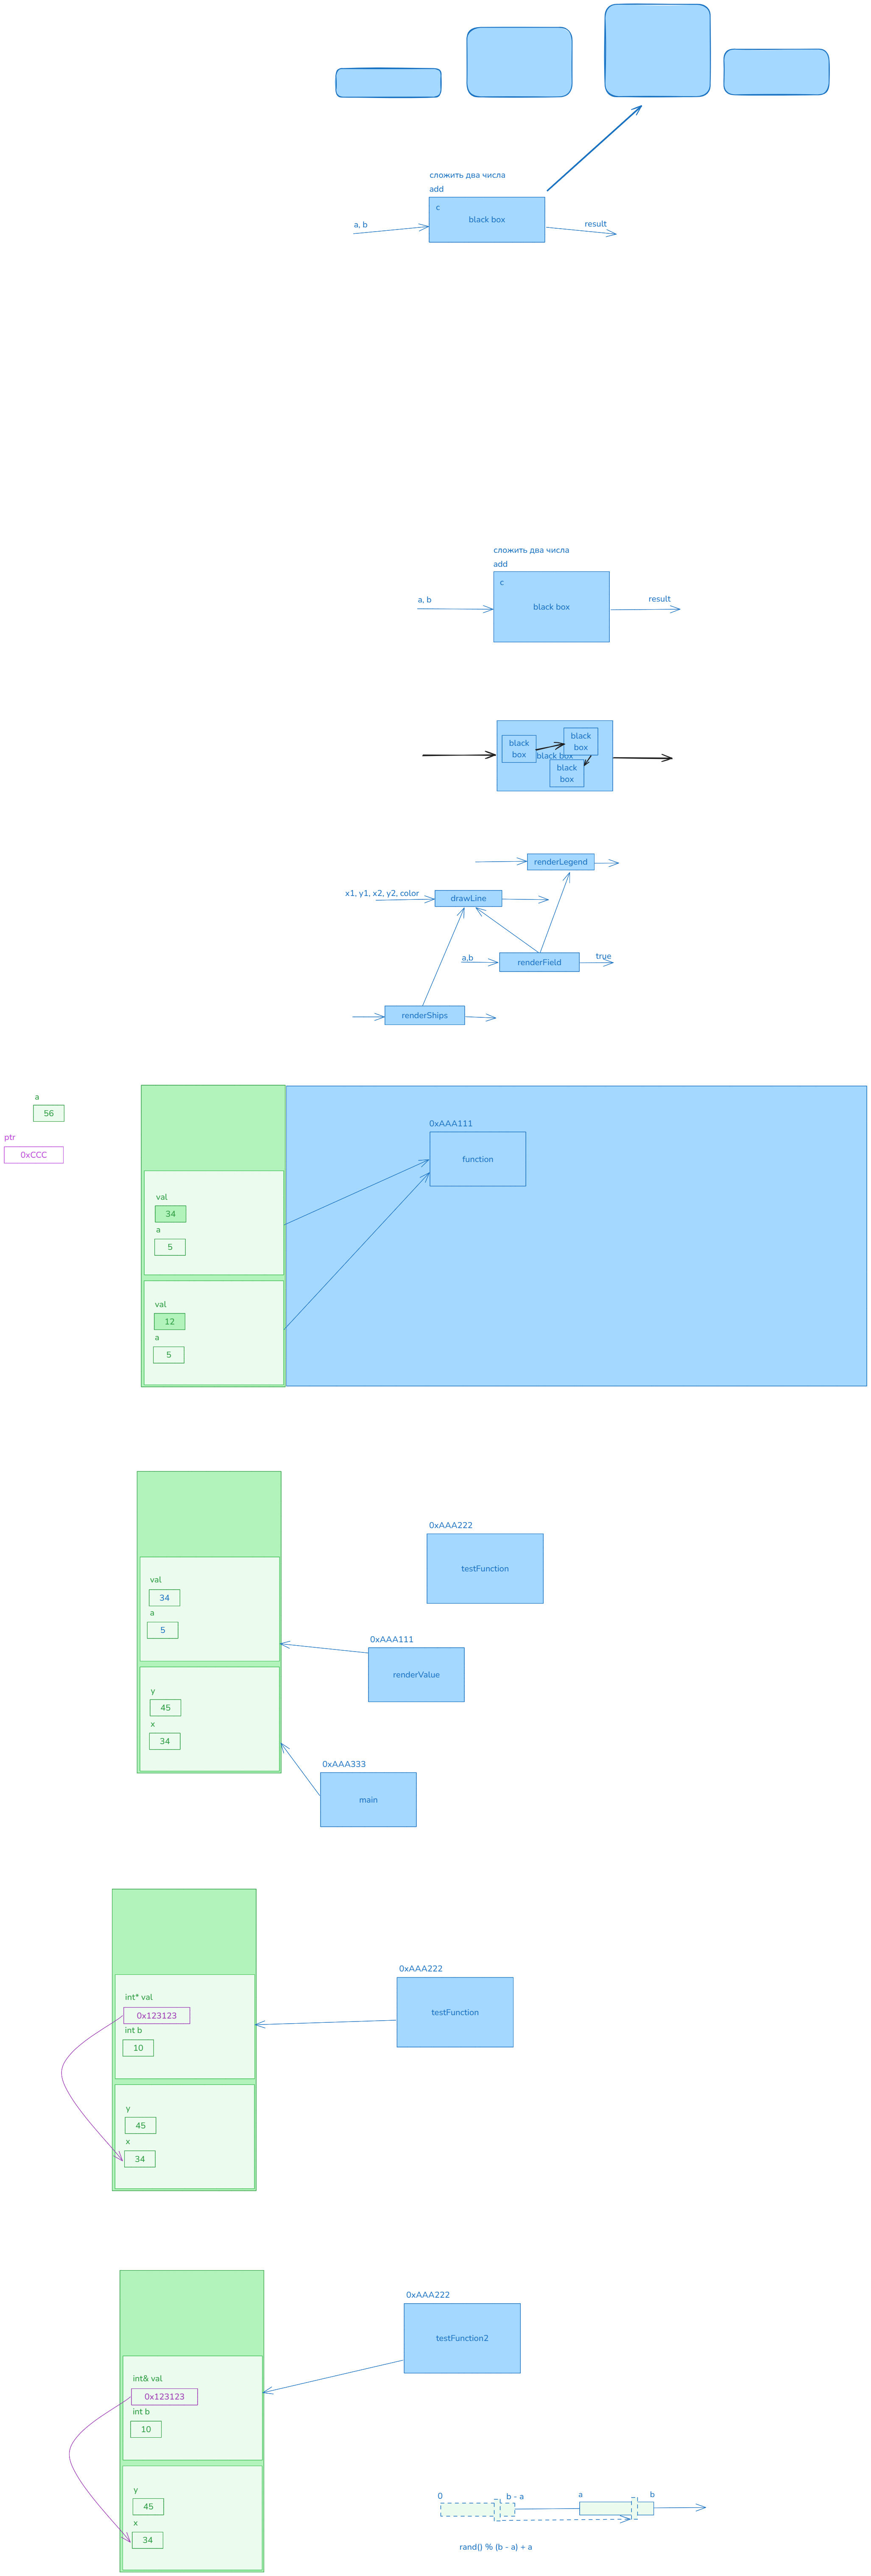 сложить два числа
add
c
black box
a, b
result
сложить два числа
add
c
black box
a, b
result
black
box
black
box
black box
black
box
renderLegend
x1, y1, x2, y2, color
drawLine
a,b
renderField
true
renderShips
a
56
ptr
0xCCC
0xAAA111
function
val
34
a
5
val
12
a
5
0xAAA222
testFunction
val
34
a
5
0xAAA111
renderValue
y
45
x
34
0xAAA333
main
0xAAA222
testFunction
int* val
0x123123
int b
10
y
45
x
34
0xAAA222
testFunction2
int& val
0x123123
int b
10
y
45
x
34
0
b - a
a
b
rand() % (b - a) + a